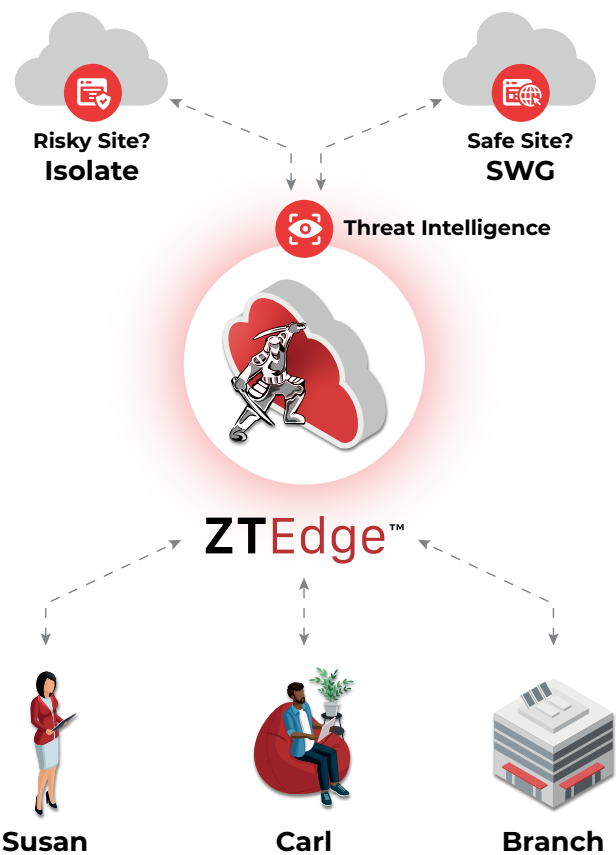 Risky Site?
Isolate
Safe Site?
SWG
Threat Intelligence
ZTEdge™
Susan
Carl
Branch